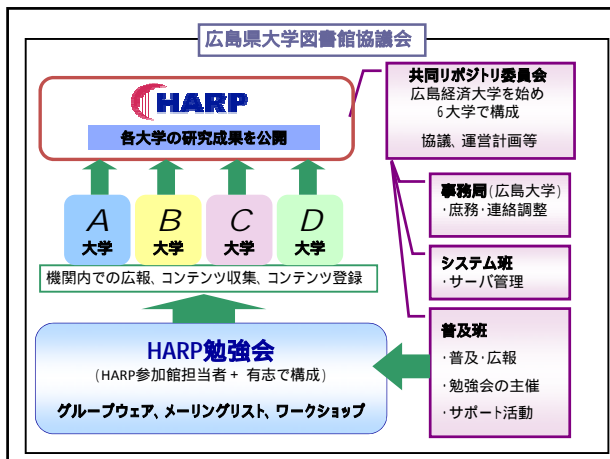 広島県大学図書館協議会
HARP
各大学の研究成果を公開
A
大学
B
大学
C
大学
D
大学
機関内での広報、コンテンツ収集、コンテンツ登録
HARP勉強会
(HARP参加館担当者+有志で構成)
グループウェア、メーリングリスト、ワークショップ
共同リポジトリ委員会
広島経済大学を始め
6大学で構成
協議、運営計画等
事務局(広島大学)
・庶務・連絡調整
システム班
・サーバ管理
普及班
・普及・広報
・勉強会の主催
・サポート活動